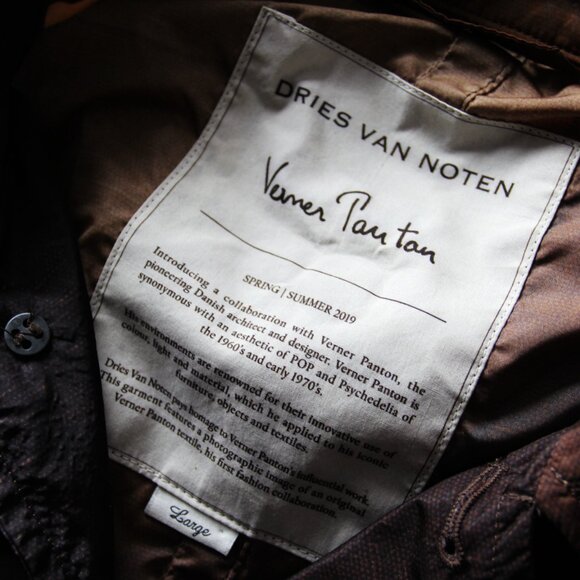 DRIES VAN NOTEN
Verner Panton
SPRING | SUMMER 2019
Introducing a collaboration with Verner Panton, the
pioneering Danish architect and designer. Verner Panton is
synonymous with an aesthetic of POP and Psychedelia of
the 1960's and early 1970's.
His environments are renowned for their innovative use of
colour, light and material, which he applied to his iconic
furniture objects and textiles.
Dries Van Noten pays homage to Verner Panton's influential work.
This garment features a photographic image of an original
Verner Panton textile, his first fashion collaboration.
Large